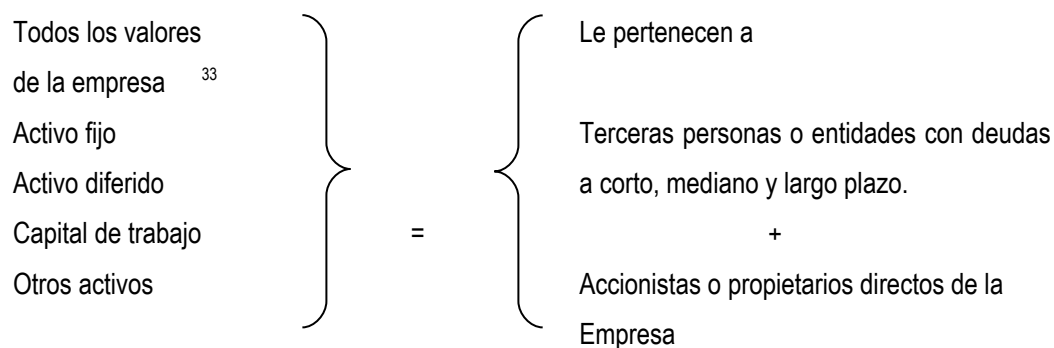 Todos los valores
de la empresa 33
Activo fijo
Activo diferido
Capital de trabajo
Otros activos
=
Le pertenecen a
Terceras personas o entidades con deudas
a corto, mediano y largo plazo.
+
Accionistas o propietarios directos de la
Empresa